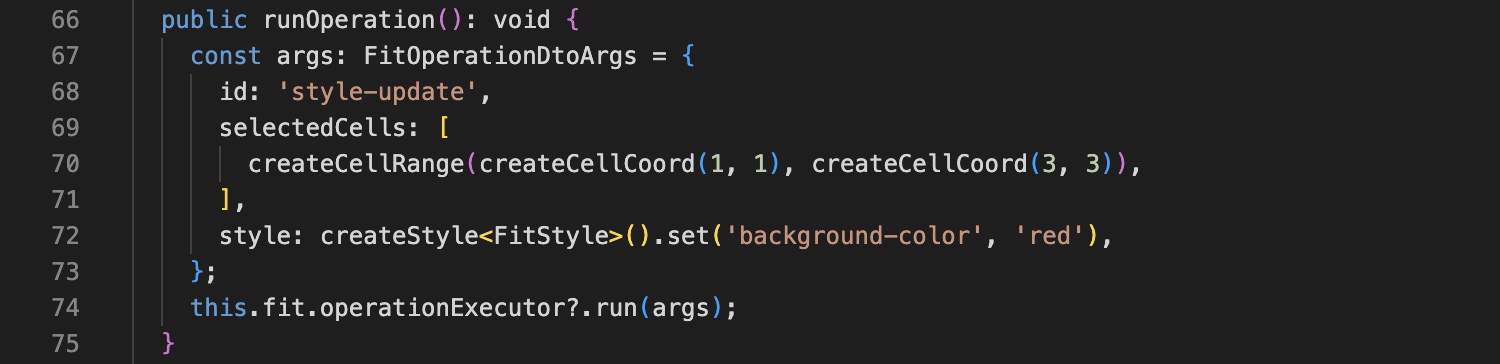 66 public runOperation(): void {
67 const args: FitOperationDtoArgs = {
68 id: 'style-update',
69 selectedCells: [
70 createCellRange(createCellCoord(1, 1), createCellCoord(3, 3)),
71 ],
72 style: createStyle<FitStyle>().set('background-color', 'red'),
73 };
74 this.fit.operationExecutor?.run(args);
75 }